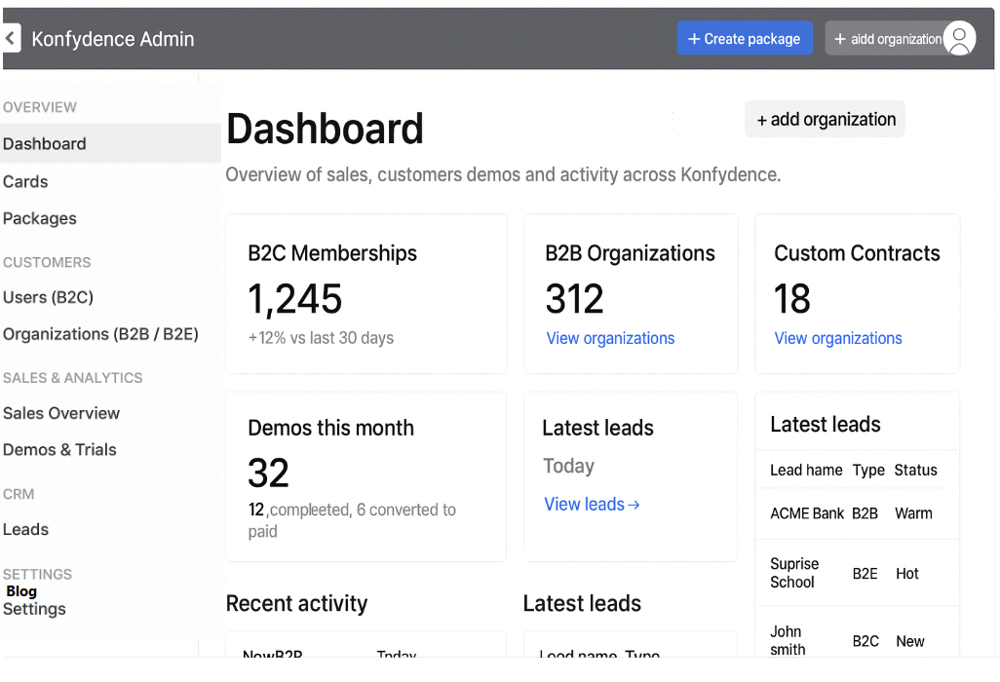 Konfydence Admin
+ Create package
+ aidd organization
OVERVIEW
Dashboard
Cards
Packages
CUSTOMERS
Users (B2C)
Organizations (B2B / B2E)
SALES & ANALYTICS
Sales Overview
Demos & Trials
CRM
Leads
SETTINGS
Blog
Settings
Dashboard
+ add organization
Overview of sales, customers demos and activity across Konfydence.
B2C Memberships
1,245
+12% vs last 30 days
B2B Organizations
312
View organizations
Custom Contracts
18
View organizations
Demos this month
32
12 ,compleeted, 6 converted to
paid
Latest leads
Today
View leads→
Latest leads
Lead hame Type Status
ACME Bank B2B Warm
Suprise
School B2E Hot
John
smith B2C New
Recent activity
NowB2B Today
Latest leads
Lead name Type